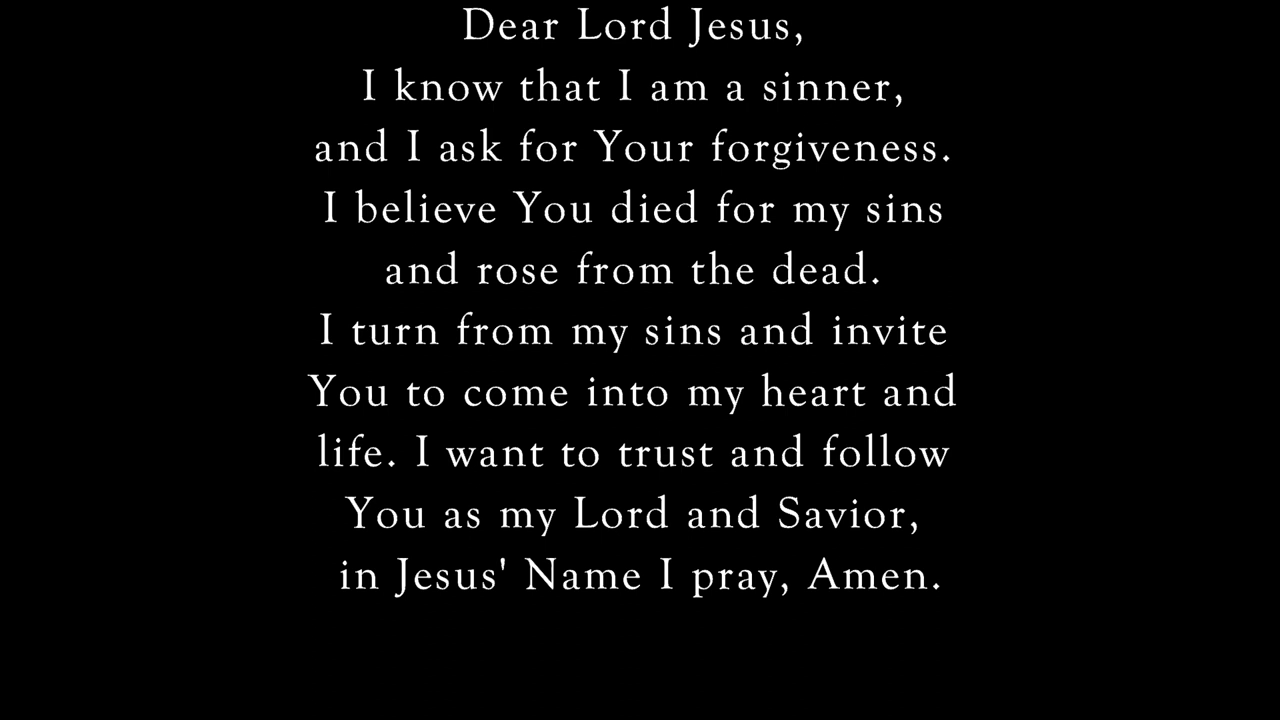 Dear Lord Jesus,
I know that I am a sinner,
and I ask for Your forgiveness.
I believe You died for my sins
and rose from the dead.
I turn from my sins and invite
You to come into my heart and
life. I want to trust and follow
You as my Lord and Savior,
in Jesus' Name I pray, Amen.